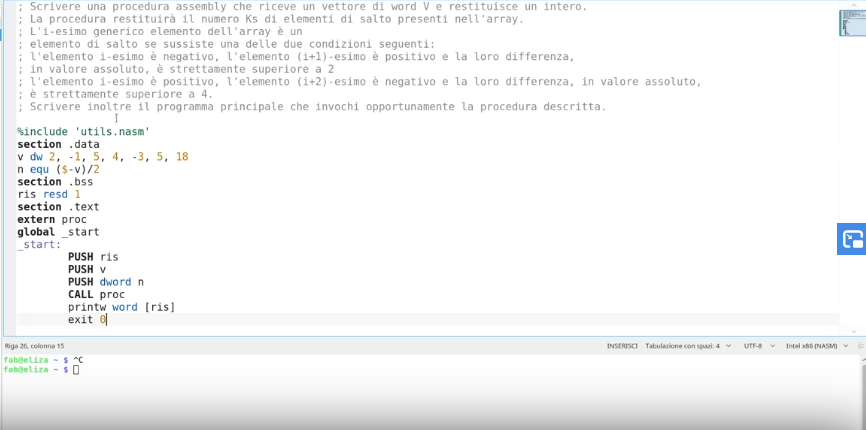 ; Scrivere una procedura assembly che riceve un vettore di word V e restituisce un intero.
; La procedura restituirà il numero Ks di elementi di salto presenti nell'array.
; L'i-esimo generico elemento dell'array è un
; elemento di salto se sussiste una delle due condizioni seguenti:
; l'elemento i-esimo è negativo, l'elemento (i+1)-esimo è positivo e la loro differenza,
; in valore assoluto, è strettamente superiore a 2
; l'elemento i-esimo è positivo, l'elemento (i+2)-esimo è negativo e la loro differenza, in valore assoluto,
; è strettamente superiore a 4.
; Scrivere inoltre il programma principale che invochi opportunamente la procedura descritta.
%include 'utils.nasm'
section .data
v dw 2, -1, 5, 4, -3, 5, 18
n equ ($-v)/2
section .bss
ris resd 1
section .text
extern proc
global _start
_start:
PUSH ris
PUSH v
PUSH dword n
CALL proc
printw word [ris]
exit 0
Riga 26, colonna 15 INSERISCI Tabulazione con spazi: 4 UTF-8 Intel x86 (NASM)
fab@eliza ~ $ ^C
fab@eliza ~ $